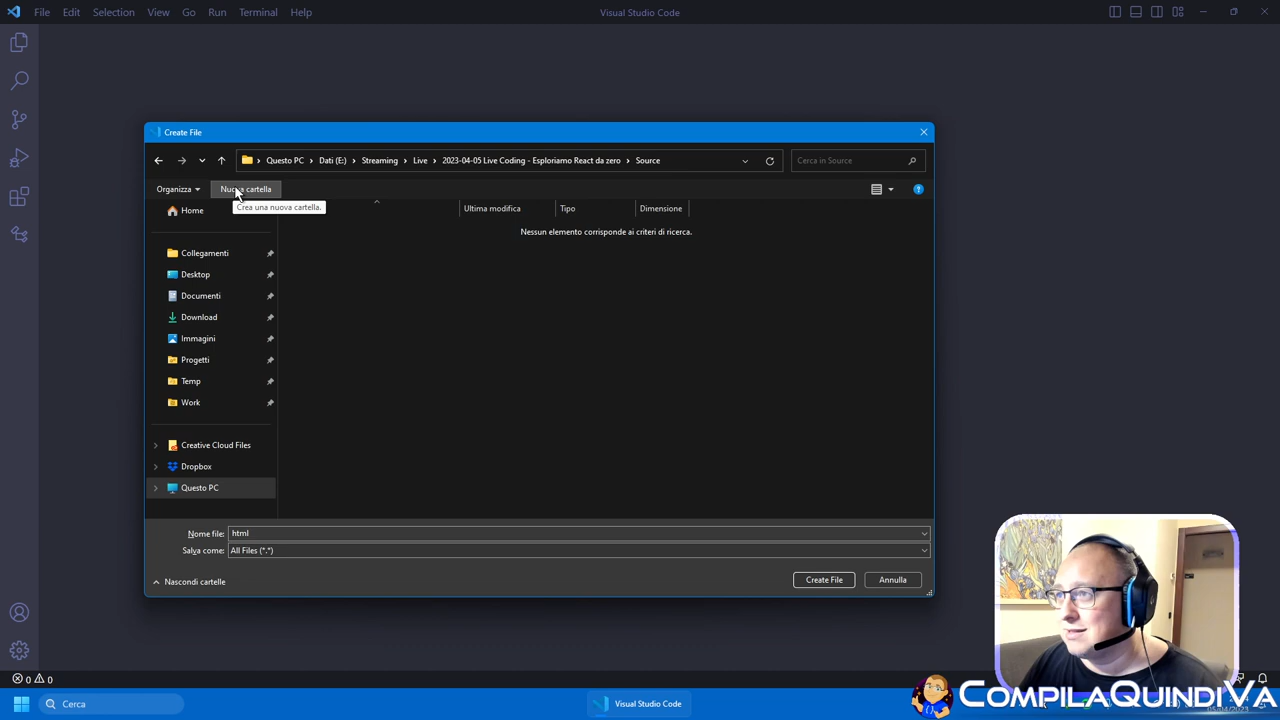 File Edit Selection View Go Run Terminal Help
Visual Studio Code
Create File
Questo PC > Dati (E:) > Streaming > Live > 2023-04-05 Live Coding - Esploriamo React da zero > Source
Cerca in Source
Organizza
Nuova cartella
Crea una nuova cartella.
Ultima modifica
Tipo
Dimensione
Nessun elemento corrisponde ai criteri di ricerca.
Home
Collegamenti
Desktop
Documenti
Download
Immagini
Progetti
Temp
Work
Creative Cloud Files
Dropbox
Questo PC
Nome file: html
Salva come: All Files (*.*)
Nascondi cartelle
Create File
Annulla
0 0
Cerca
Visual Studio Code
CompilaQuindiVa